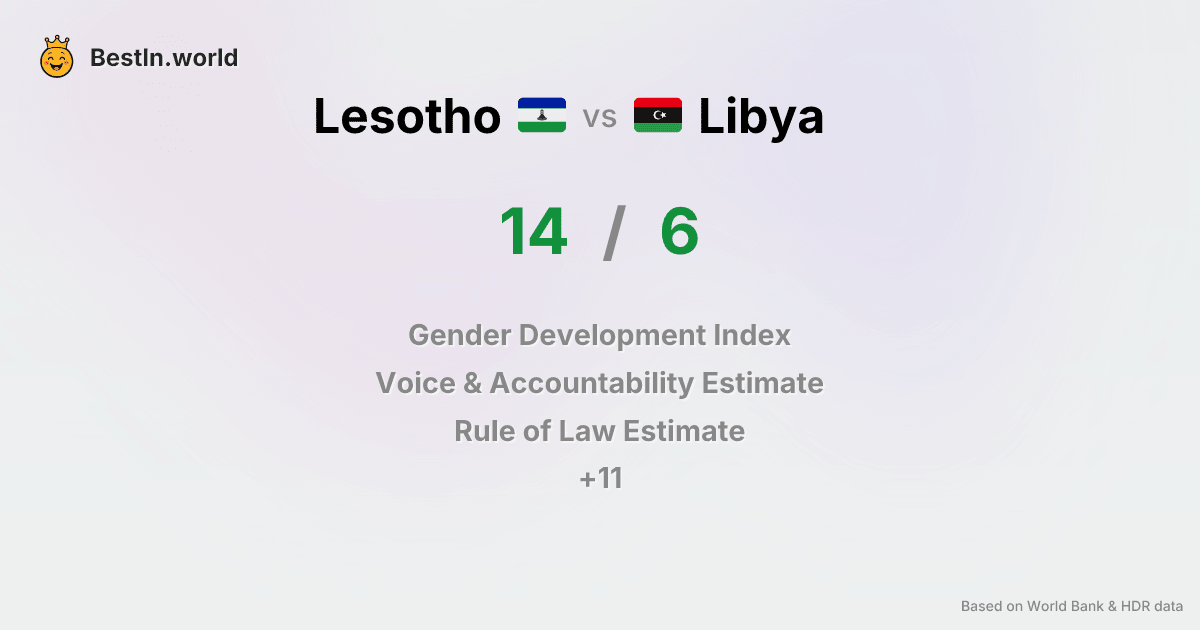 BestIn.world
Lesotho vs Libya
14 / 6
Gender Development Index
Voice & Accountability Estimate
Rule of Law Estimate
+11
Based on World Bank & HDR data